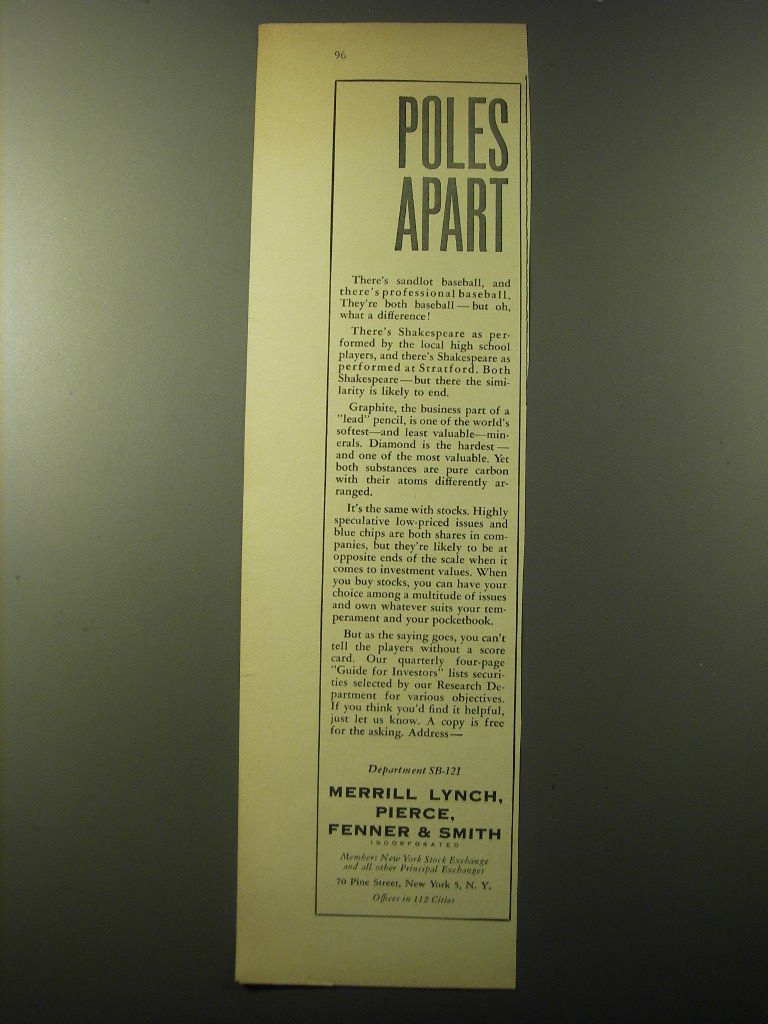 96
POLES
APART
There's sandlot baseball, and
there's professional baseball.
They're both baseball — but oh,
what a difference!
There's Shakespeare as per-
formed by the local high school
players, and there's Shakespeare as
performed at Stratford. Both
Shakespeare — but there the simi-
larity is likely to end.
Graphite, the business part of a
"lead" pencil, is one of the world's
softest—and least valuable—min-
erals. Diamond is the hardest —
and one of the most valuable. Yet
both substances are pure carbon
with their atoms differently ar-
ranged.
It's the same with stocks. Highly
speculative low-priced issues and
blue chips are both shares in com-
panies, but they're likely to be at
opposite ends of the scale when it
comes to investment values. When
you buy stocks, you can have your
choice among a multitude of issues
and own whatever suits your tem-
perament and your pocketbook.
But as the saying goes, you can't
tell the players without a score
card. Our quarterly four-page
"Guide for Investors" lists securi-
ties selected by our Research De-
partment for various objectives.
If you think you'd find it helpful,
just let us know. A copy is free
for the asking. Address —
Department SB-121
MERRILL LYNCH,
PIERCE,
FENNER & SMITH
INCORPORATED
Members New York Stock Exchange
and all other Principal Exchanges
70 Pine Street, New York 5, N. Y.
Offices in 112 Cities